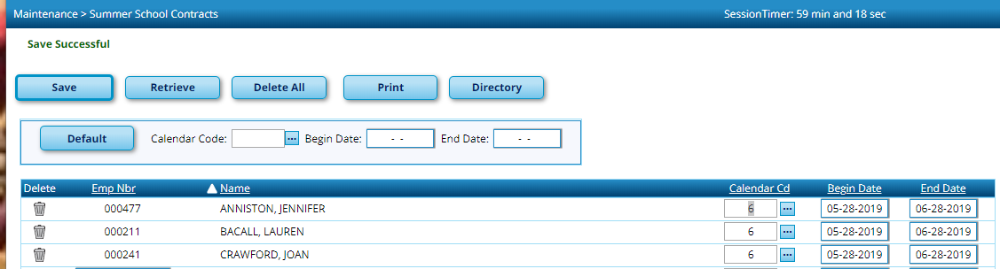 Maintenance > Summer School Contracts SessionTimer: 59 min and 18 sec
Save Successful
Save Retrieve Delete All Print Directory
Default Calendar Code: ... Begin Date: - - End Date: - -
Delete Emp Nbr Name Calendar Cd Begin Date End Date
000477 ANNISTON, JENNIFER 6 ... 05-28-2019 06-28-2019
000211 BACALL, LAUREN 6 ... 05-28-2019 06-28-2019
000241 CRAWFORD, JOAN 6 ... 05-28-2019 06-28-2019